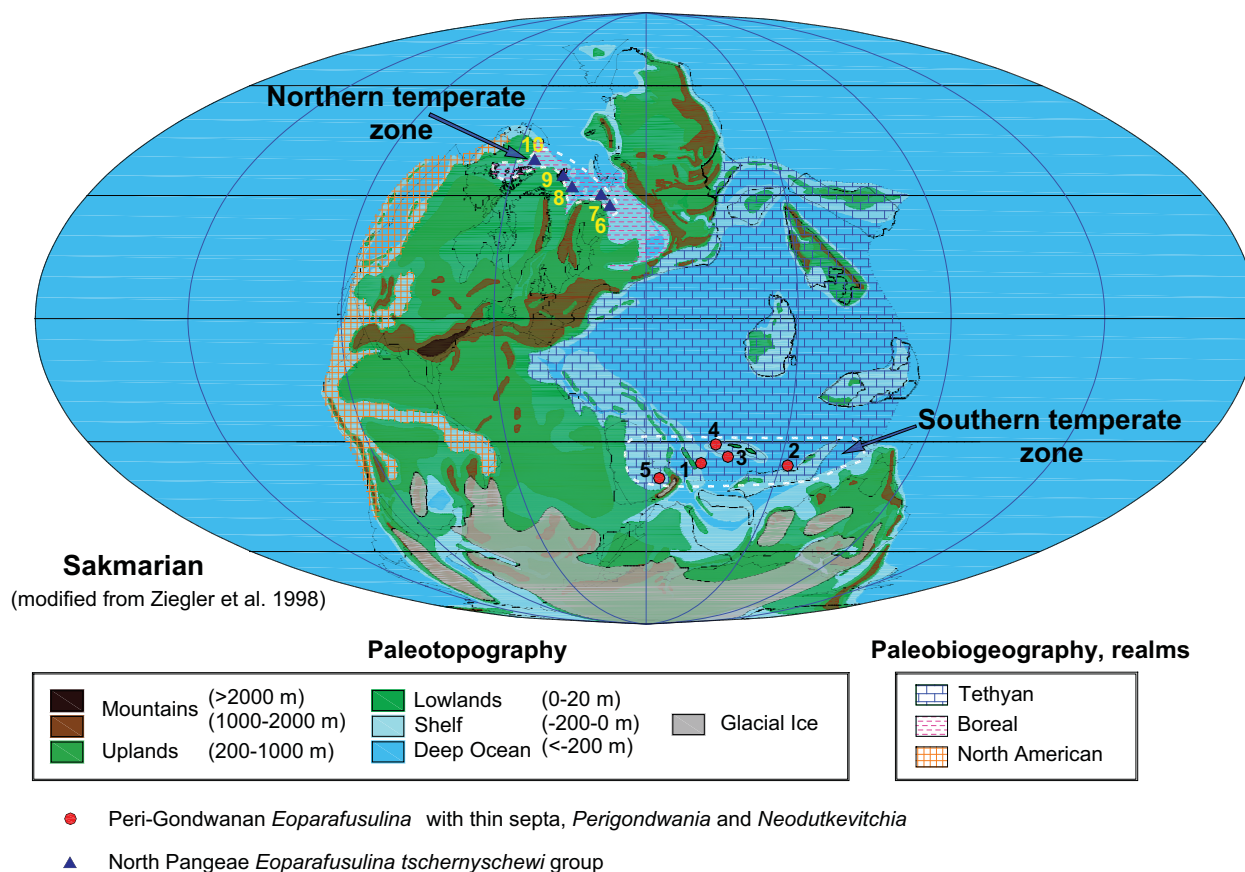 Northern temperate
zone
10
9
8
7
6
Southern temperate
zone
4
1
3
2
5
Sakmarian
(modified from Ziegler et al. 1998)
Paleotopography
Mountains (>2000 m)
(1000-2000 m)
Uplands (200-1000 m)
Lowlands (0-20 m)
Shelf (-200-0 m)
Deep Ocean (<-200 m)
Glacial Ice
Paleobiogeography, realms
Tethyan
Boreal
North American
Peri-Gondwanan Eoparafusulina with thin septa, Perigondwania and Neodutkevitchia
North Pangeae Eoparafusulina tschernyschewi group